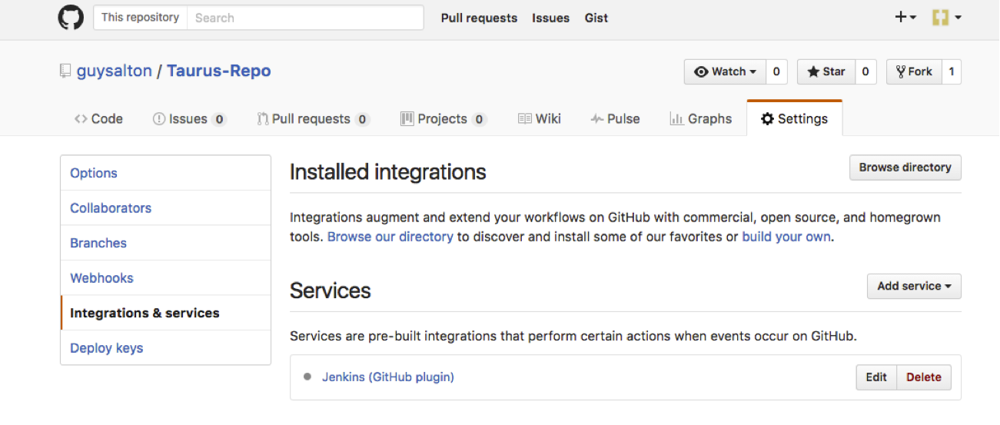 This repository Search Pull requests Issues Gist
guysalton / Taurus-Repo Watch 0 Star 0 Fork 1
Code Issues 0 Pull requests 0 Projects 0 Wiki Pulse Graphs Settings
Options
Collaborators
Branches
Webhooks
Integrations & services
Deploy keys
Installed integrations Browse directory
Integrations augment and extend your workflows on GitHub with commercial, open source, and homegrown
tools. Browse our directory to discover and install some of our favorites or build your own.
Services Add service
Services are pre-built integrations that perform certain actions when events occur on GitHub.
Jenkins (GitHub plugin) Edit Delete